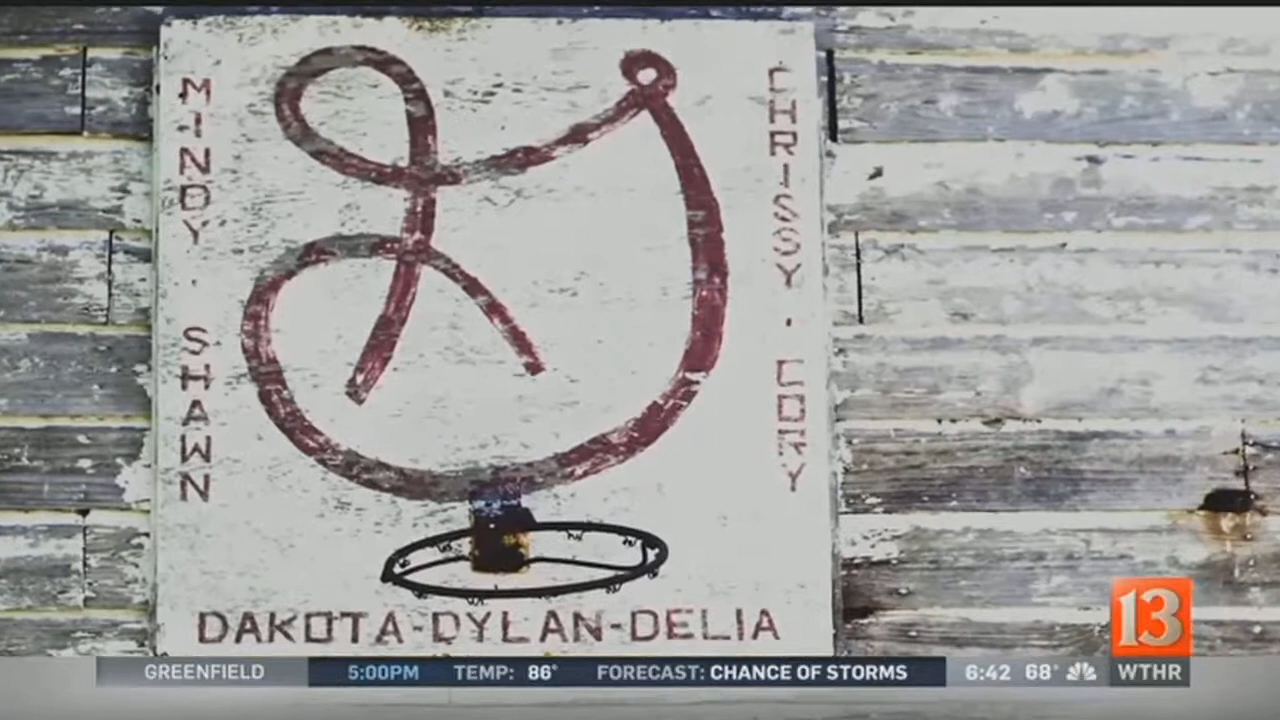 MINDY · SHAWN
CHRISSY · CORY
DAKOTA-DYLAN-DELIA
GREENFIELD 5:00PM TEMP: 86° FORECAST: CHANCE OF STORMS 6:42 68°
13
WTHR